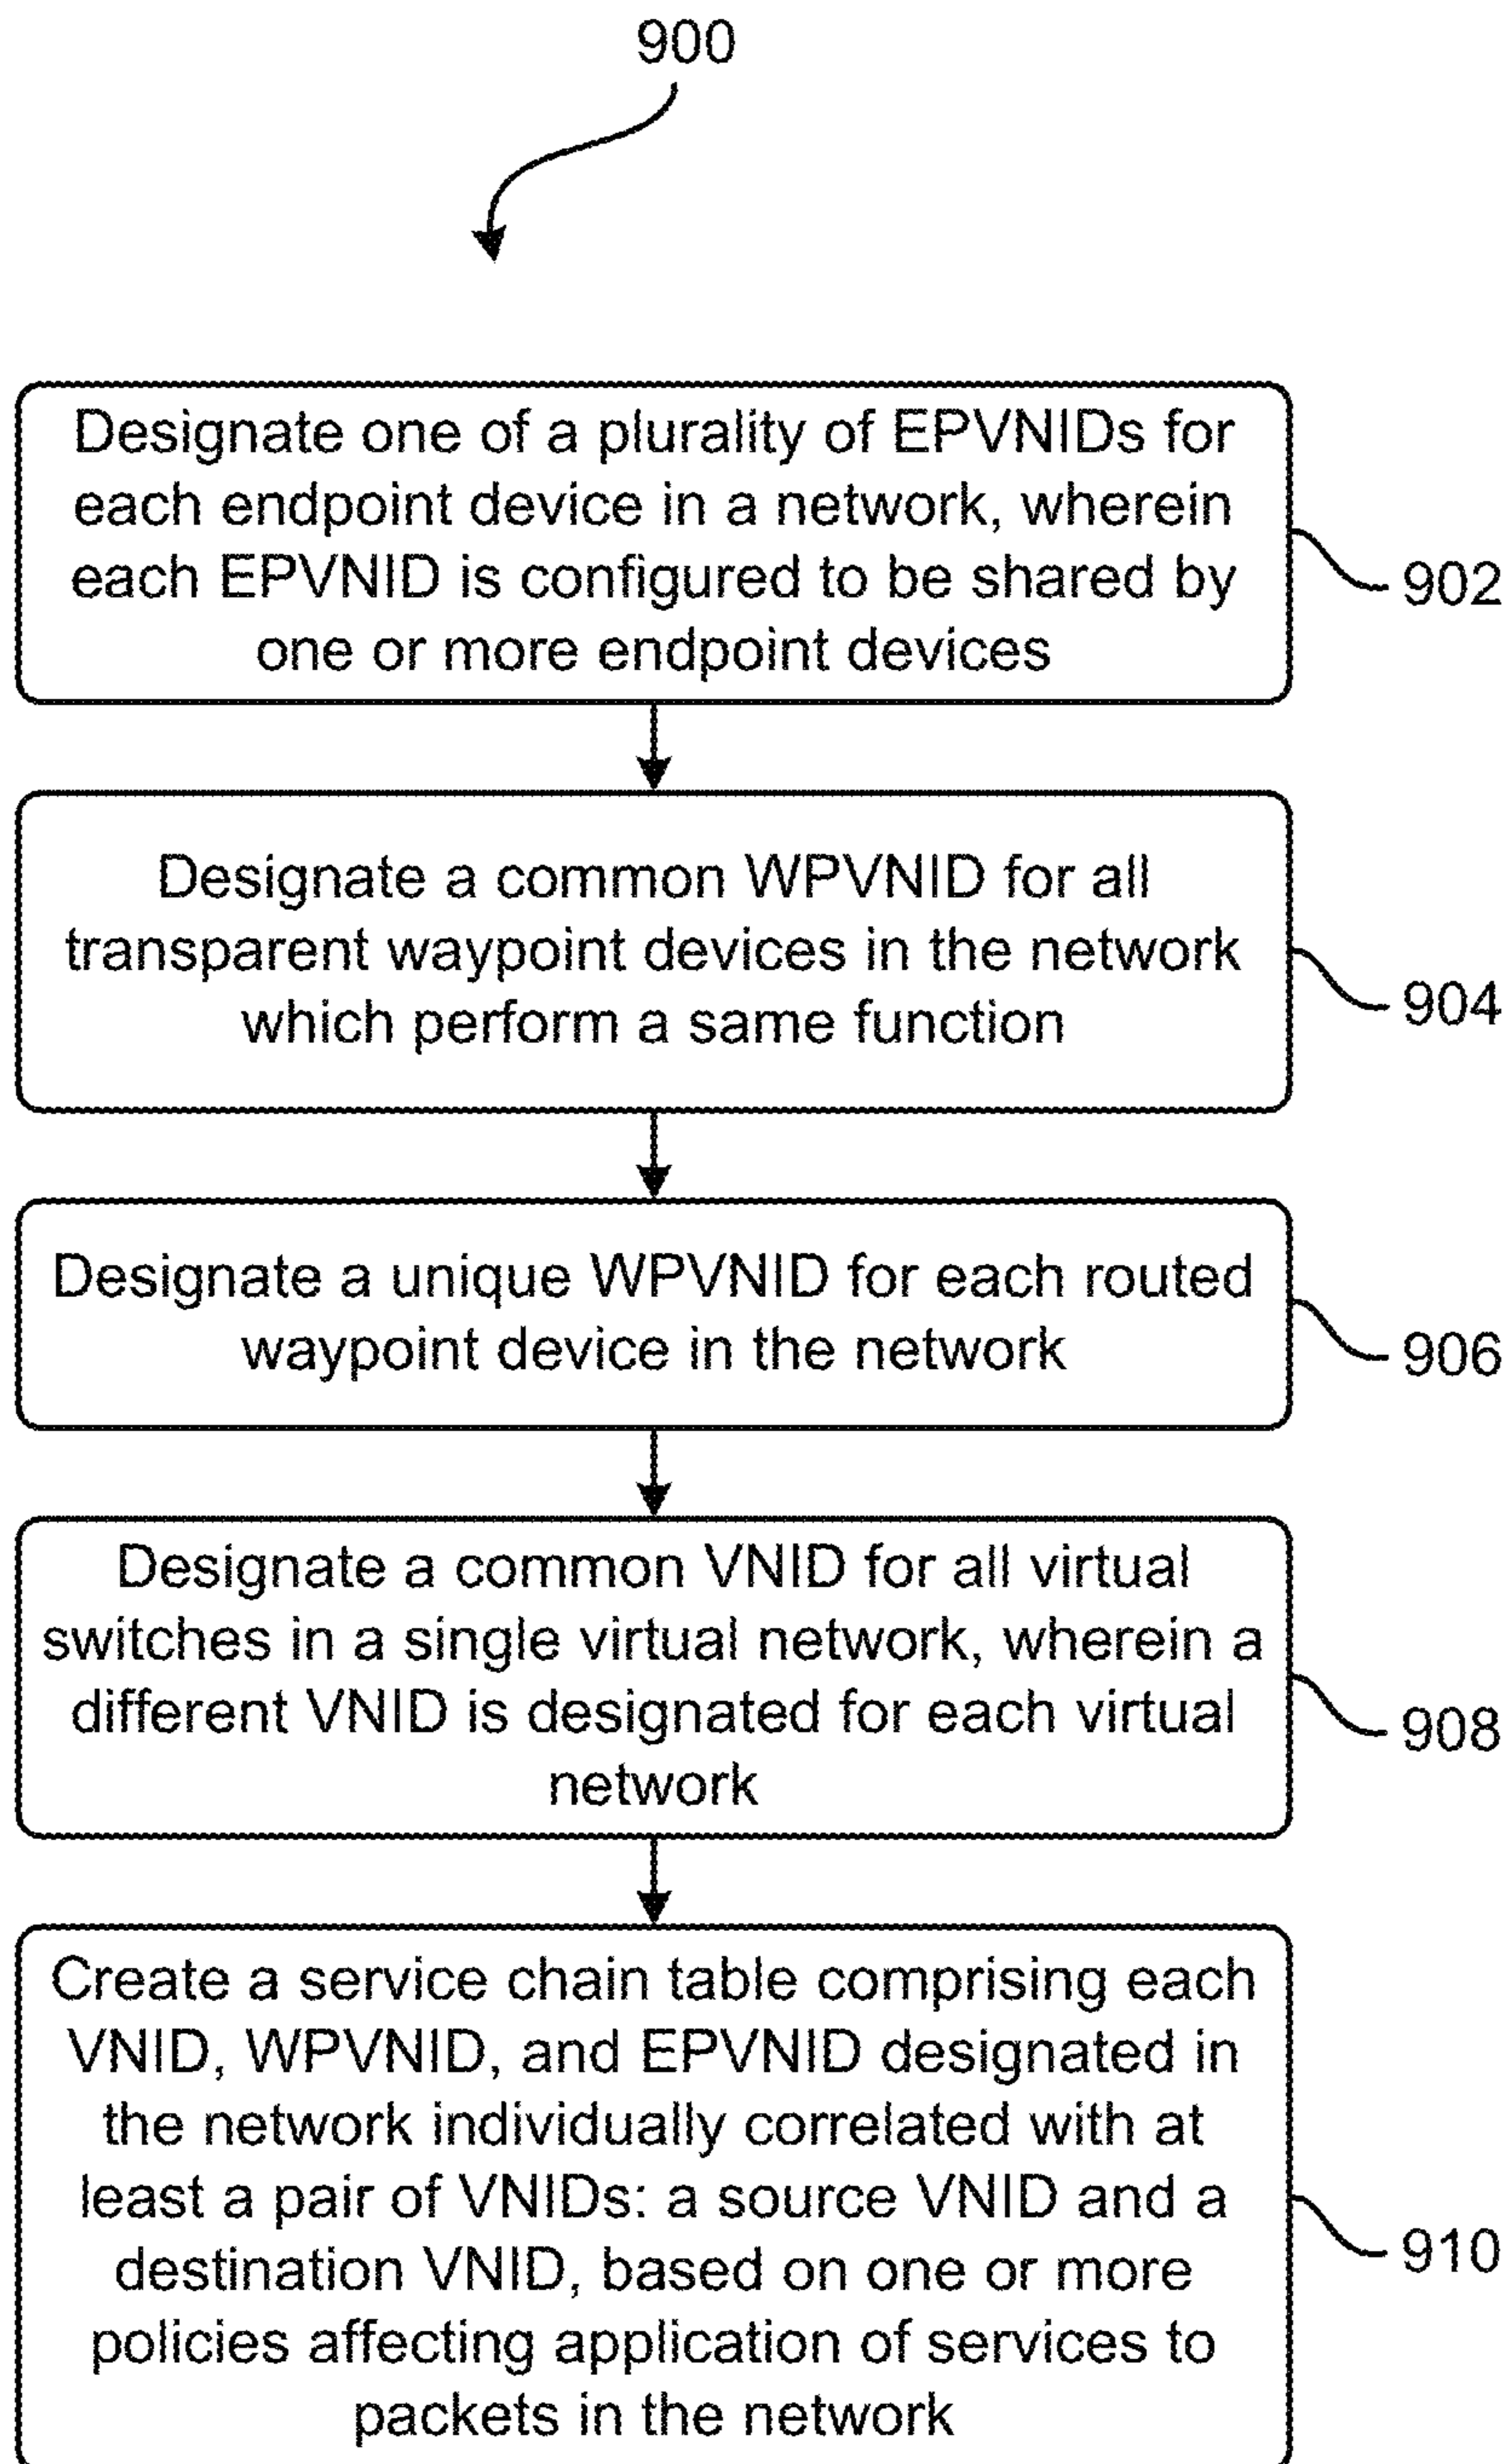 900
Designate one of a plurality of EPVNIDs for
each endpoint device in a network, wherein
each EPVNID is configured to be shared by
one or more endpoint devices
902
Designate a common WPVNID for all
transparent waypoint devices in the network
which perform a same function
904
Designate a unique WPVNID for each routed
waypoint device in the network
906
Designate a common VNID for all virtual
switches in a single virtual network, wherein a
different VNID is designated for each virtual
network
908
Create a service chain table comprising each
VNID, WPVNID, and EPVNID designated in
the network individually correlated with at
least a pair of VNIDs: a source VNID and a
destination VNID, based on one or more
policies affecting application of services to
packets in the network
910